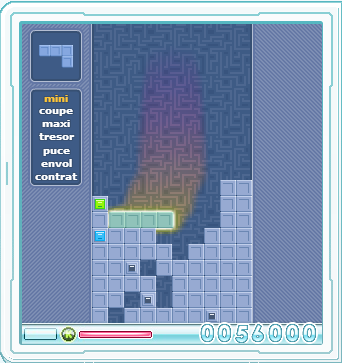 mini
coupe
maxi
tresor
puce
envol
contrat
0056000